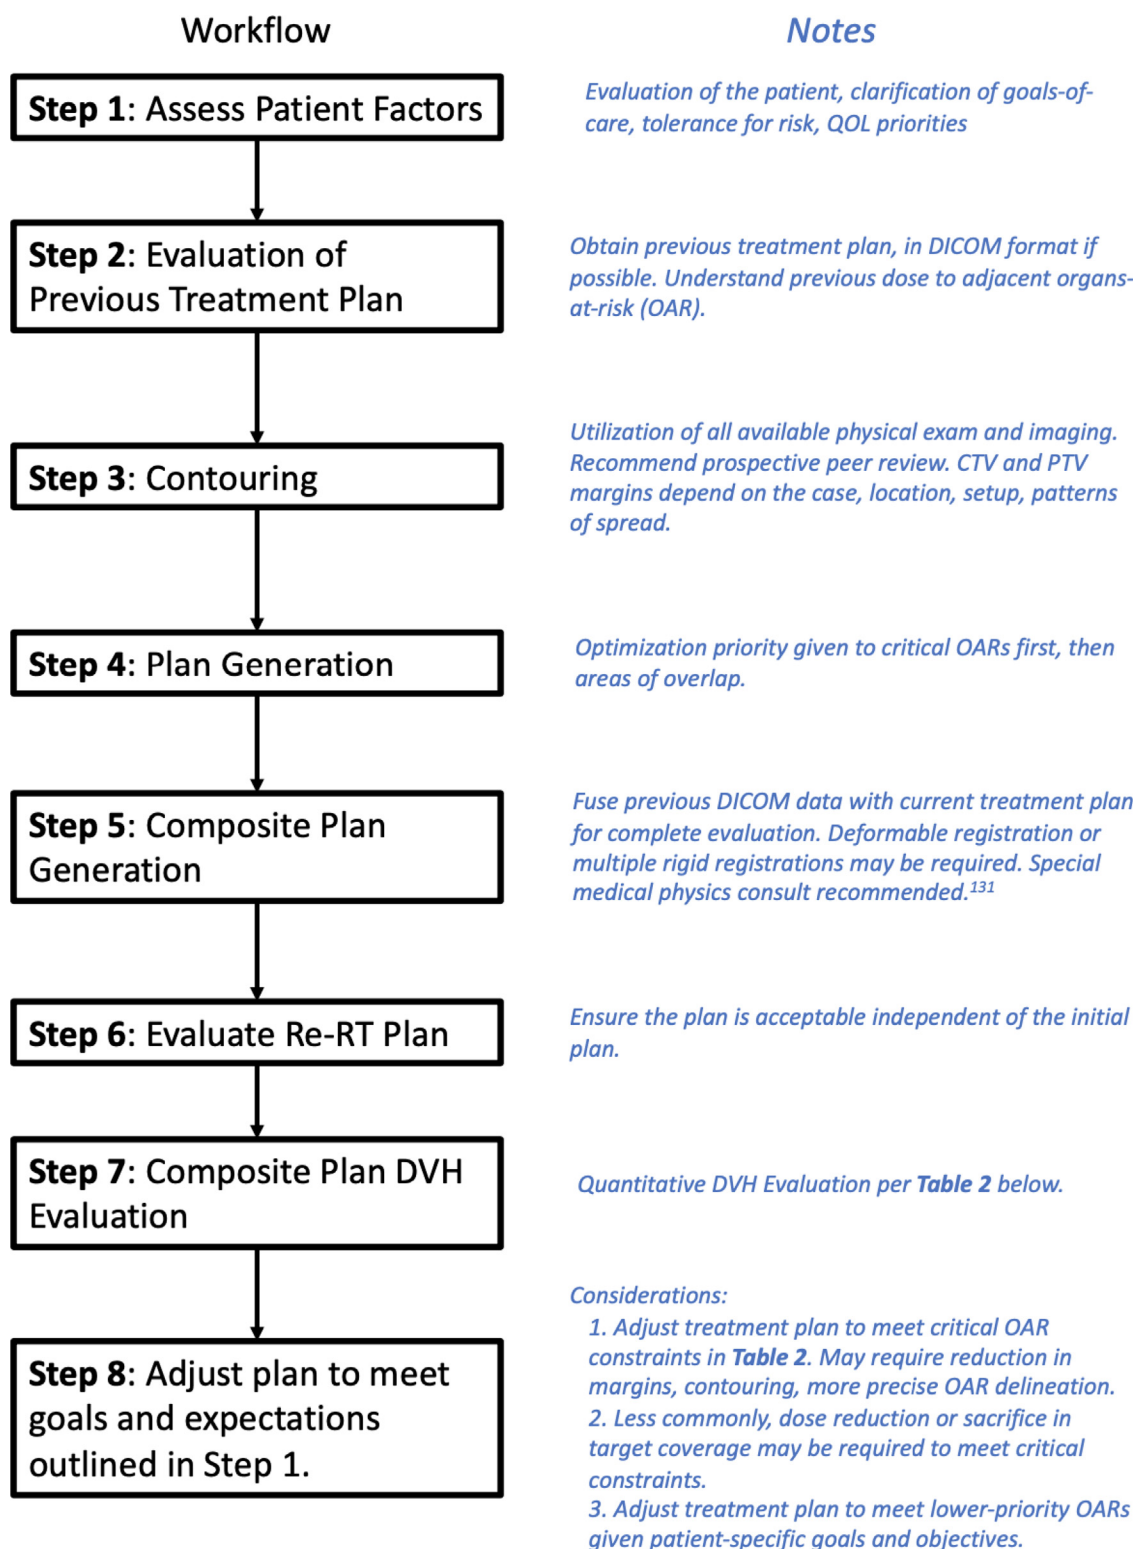 Workflow
Notes
Step 1: Assess Patient Factors
Evaluation of the patient, clarification of goals-of-
care, tolerance for risk, QOL priorities
Step 2: Evaluation of
Previous Treatment Plan
Obtain previous treatment plan, in DICOM format if
possible. Understand previous dose to adjacent organs-
at-risk (OAR).
Step 3: Contouring
Utilization of all available physical exam and imaging.
Recommend prospective peer review. CTV and PTV
margins depend on the case, location, setup, patterns
of spread.
Step 4: Plan Generation
Optimization priority given to critical OARs first, then
areas of overlap.
Step 5: Composite Plan
Generation
Fuse previous DICOM data with current treatment plan
for complete evaluation. Deformable registration or
multiple rigid registrations may be required. Special
medical physics consult recommended.131
Step 6: Evaluate Re-RT Plan
Ensure the plan is acceptable independent of the initial
plan.
Step 7: Composite Plan DVH
Evaluation
Quantitative DVH Evaluation per Table 2 below.
Step 8: Adjust plan to meet
goals and expectations
outlined in Step 1.
Considerations:
1. Adjust treatment plan to meet critical OAR
constraints in Table 2. May require reduction in
margins, contouring, more precise OAR delineation.
2. Less commonly, dose reduction or sacrifice in
target coverage may be required to meet critical
constraints.
3. Adjust treatment plan to meet lower-priority OARs
given patient-specific goals and objectives.